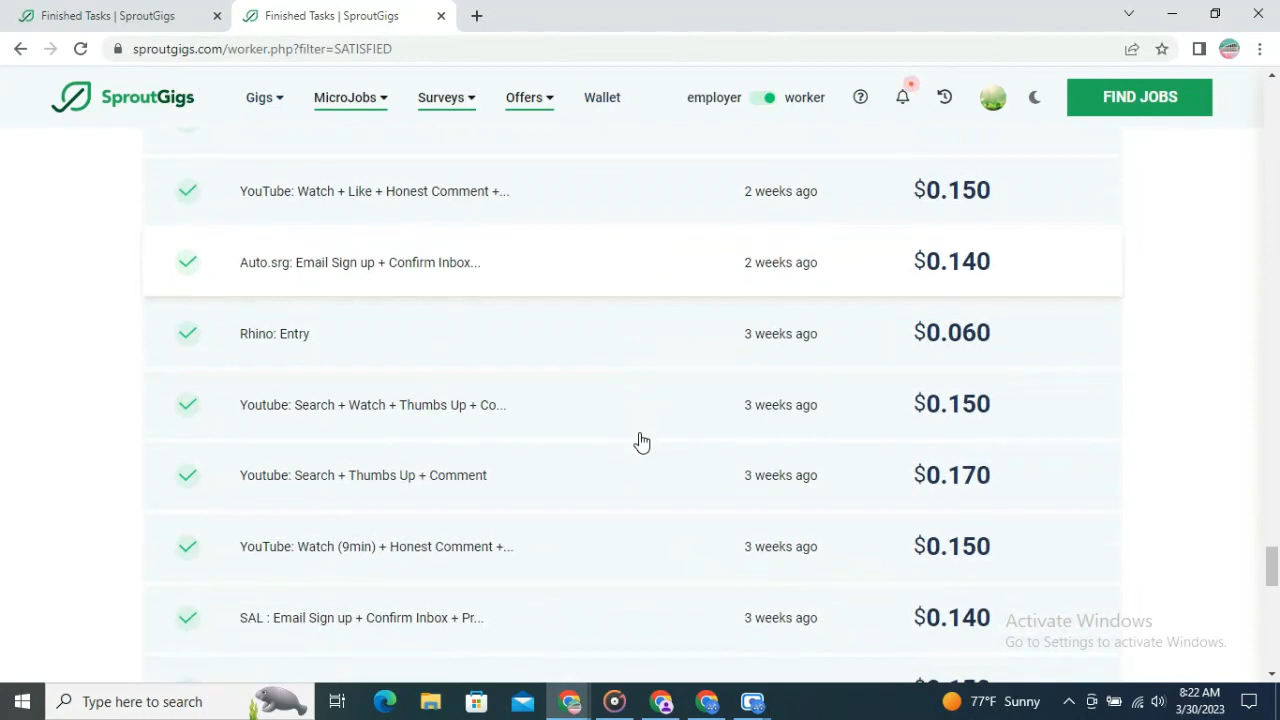 Finished Tasks | SproutGigs
Finished Tasks | SproutGigs
sproutgigs.com/worker.php?filter=SATISFIED
SproutGigs Gigs MicroJobs Surveys Offers Wallet employer worker FIND JOBS
YouTube: Watch + Like + Honest Comment +... 2 weeks ago $0.150
Auto.srg: Email Sign up + Confirm Inbox... 2 weeks ago $0.140
Rhino: Entry 3 weeks ago $0.060
Youtube: Search + Watch + Thumbs Up + Co... 3 weeks ago $0.150
Youtube: Search + Thumbs Up + Comment 3 weeks ago $0.170
YouTube: Watch (9min) + Honest Comment +... 3 weeks ago $0.150
SAL : Email Sign up + Confirm Inbox + Pr... 3 weeks ago $0.140
Activate Windows
Go to Settings to activate Windows.
Type here to search
77°F Sunny
8:22 AM
3/30/2023